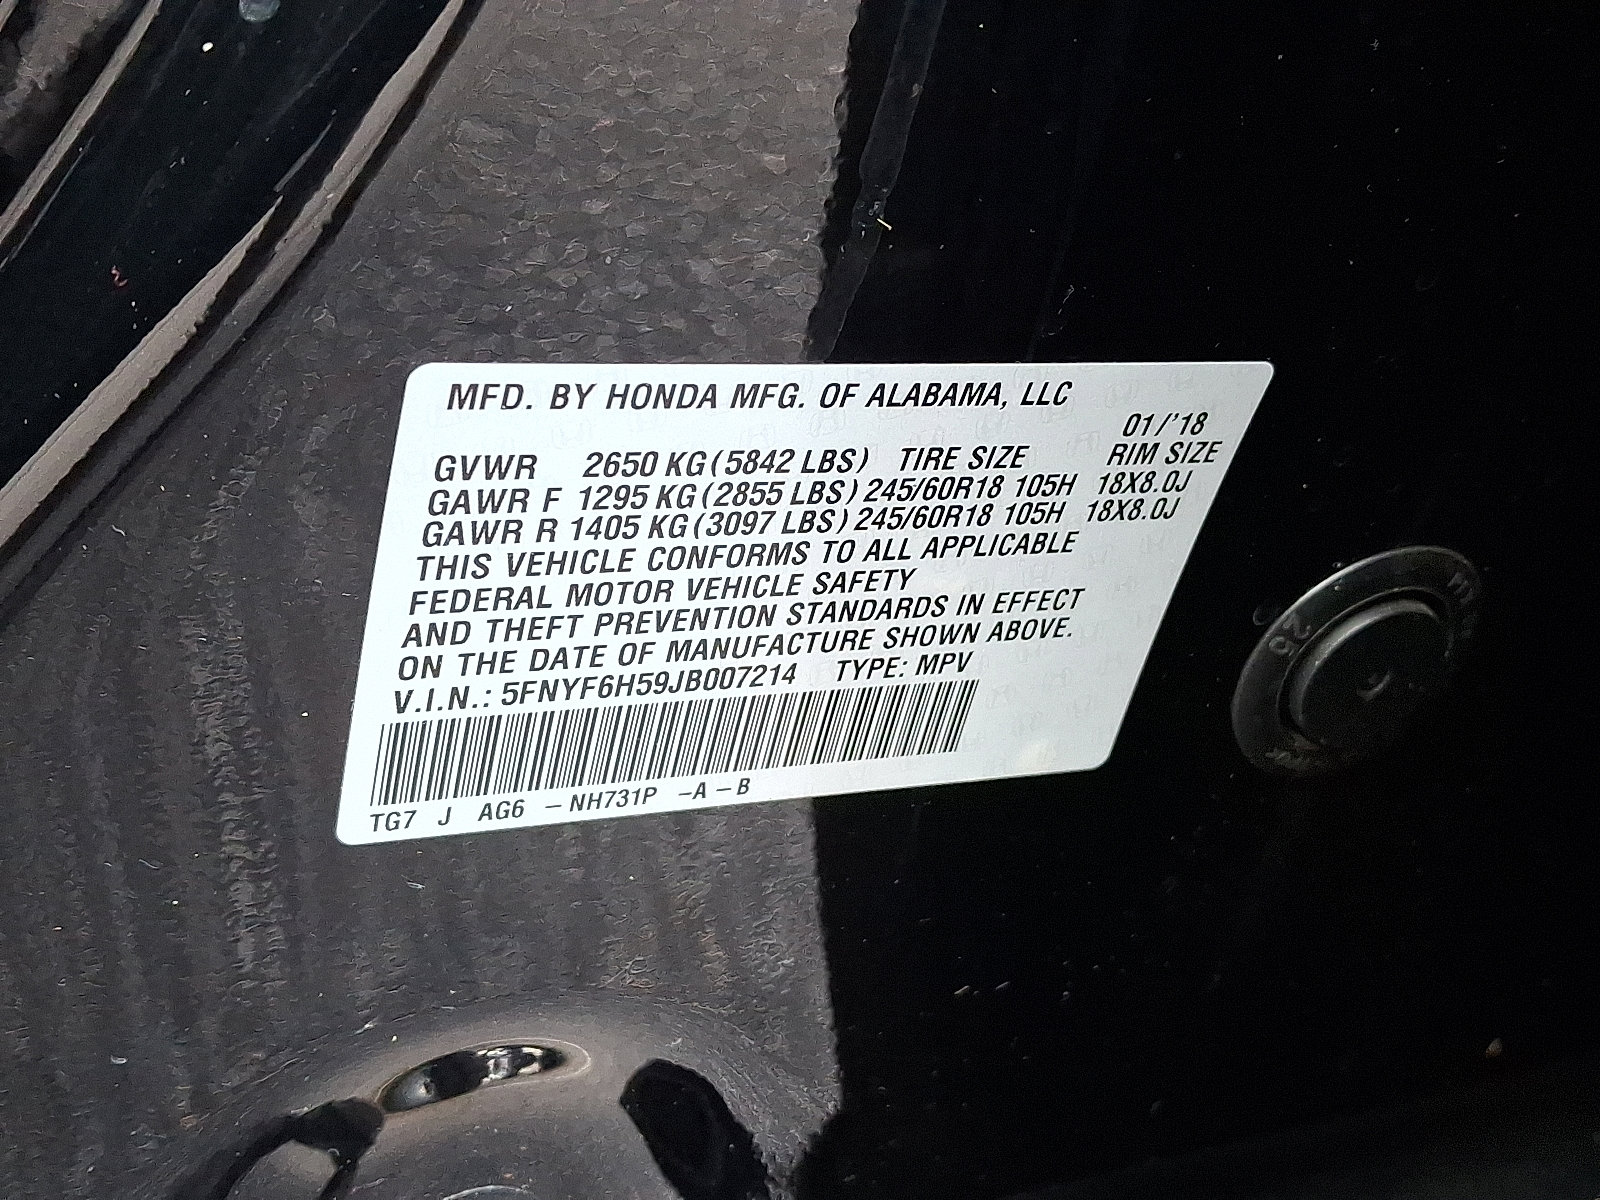 MFD. BY HONDA MFG. OF ALABAMA, LLC
01/'18
GVWR 2650 KG (5842 LBS) TIRE SIZE RIM SIZE
GAWR F 1295 KG (2855 LBS) 245/60R18 105H 18X8.0J
GAWR R 1405 KG (3097 LBS) 245/60R18 105H 18X8.0J
THIS VEHICLE CONFORMS TO ALL APPLICABLE
FEDERAL MOTOR VEHICLE SAFETY
AND THEFT PREVENTION STANDARDS IN EFFECT
ON THE DATE OF MANUFACTURE SHOWN ABOVE.
V.I.N.: 5FNYF6H59JB007214 TYPE: MPV
TG7 J AG6 –NH731P –A –B
25